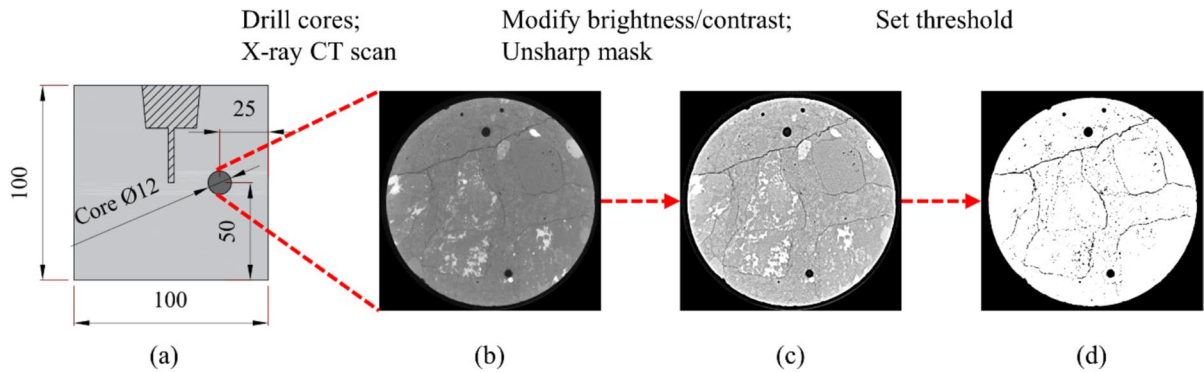 Drill cores;
X-ray CT scan
Modify brightness/contrast;
Unsharp mask
Set threshold
25
100
Core Ø12
50
100
(a)
(b)
(c)
(d)